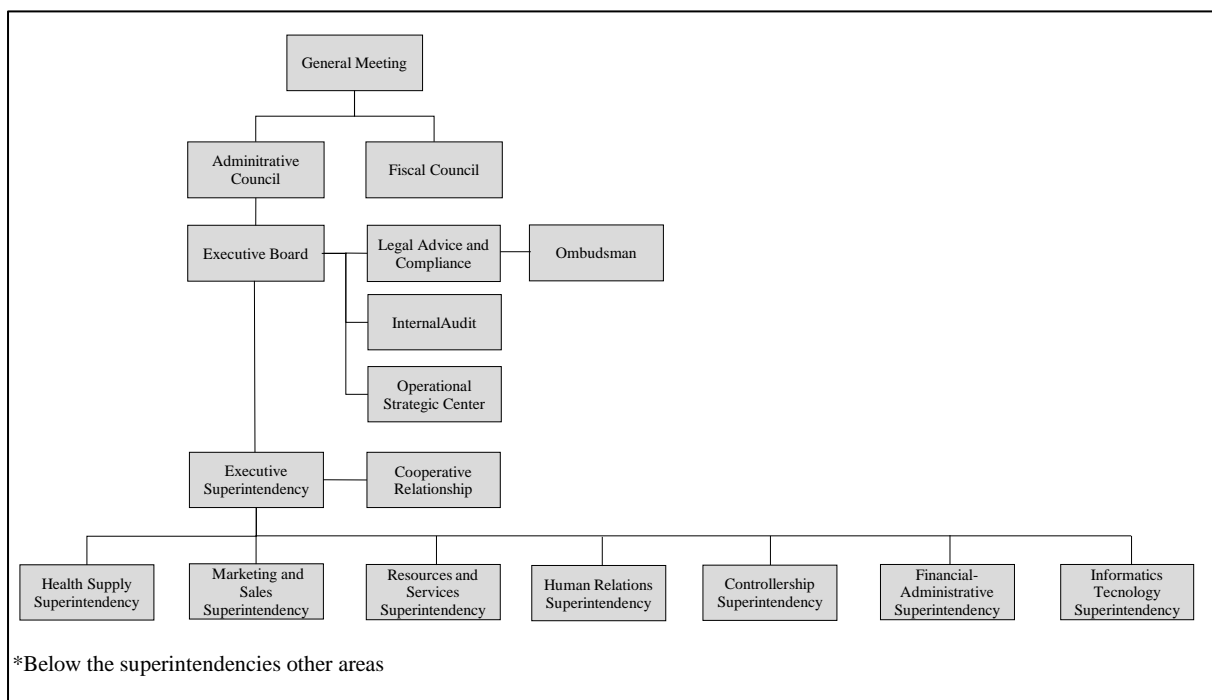 General Meeting
Adminitrative
Council
Fiscal Council
Executive Board
Legal Advice and
Compliance
Ombudsman
InternalAudit
Operational
Strategic Center
Executive
Superintendency
Cooperative
Relationship
Health Supply
Superintendency
Marketing and
Sales
Superintendency
Resources and
Services
Superintendency
Human Relations
Superintendency
Controllership
Superintendency
Financial-
Administrative
Superintendency
Informatics
Tecnology
Superintendency
*Below the superintendencies other areas